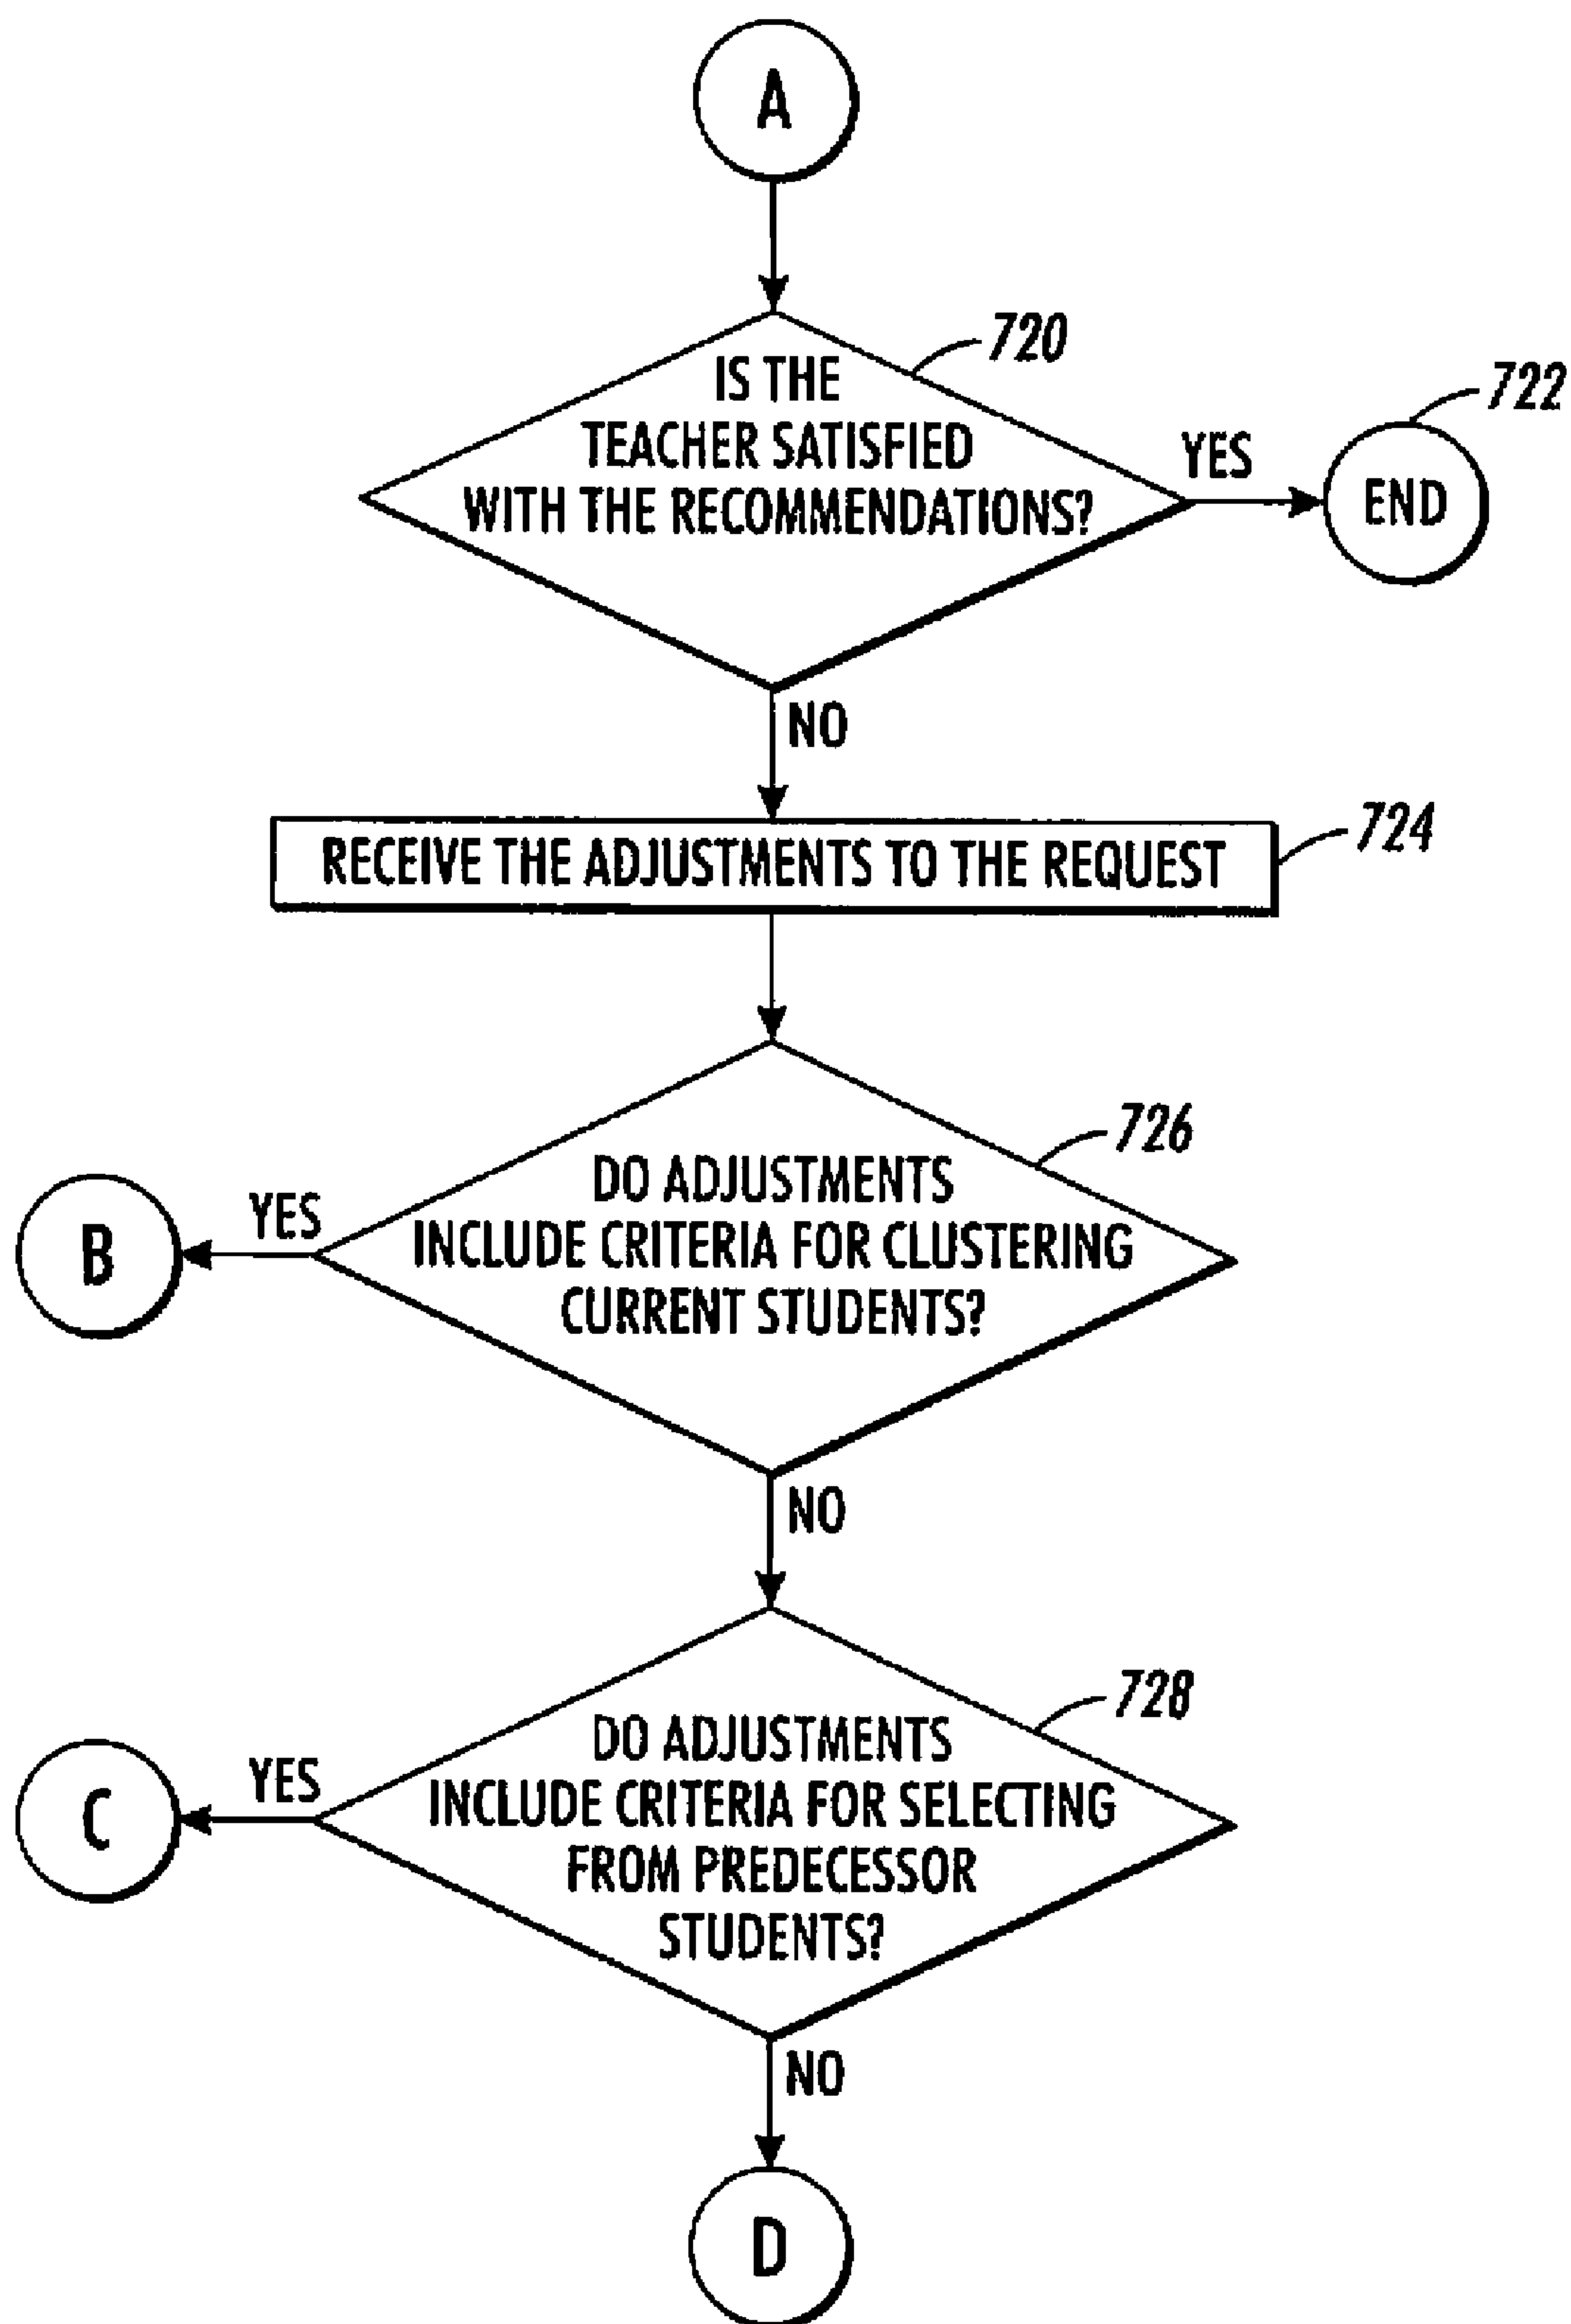 A
720
IS THE
TEACHER SATISFIED
WITH THE RECOMMENDATIONS?
YES
722
END
NO
RECEIVE THE ADJUSTMENTS TO THE REQUEST
724
726
DO ADJUSTMENTS
INCLUDE CRITERIA FOR CLUSTERING
CURRENT STUDENTS?
YES
B
NO
728
DO ADJUSTMENTS
INCLUDE CRITERIA FOR SELECTING
FROM PREDECESSOR
STUDENTS?
YES
C
NO
D